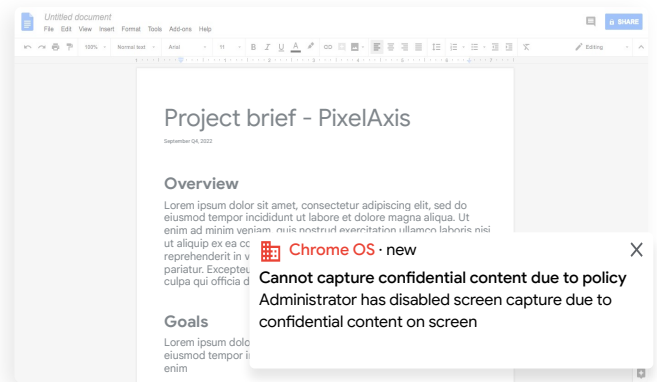 Untitled document
File Edit View Insert Format Tools Add-ons Help
SHARE
100% Normal text Arial 11 B I U A Editing
Project brief - PixelAxis
September Q4, 2022
Overview
Lorem ipsum dolor sit amet, consectetur adipiscing elit, sed do
eiusmod tempor incididunt ut labore et dolore magna aliqua. Ut
enim ad minim veniam, quis nostrud exercitation ullamco laboris nisi
ut aliquip ex ea co
reprehenderit in v
pariatur. Excepteu
culpa qui officia d
Chrome OS · new
X
Cannot capture confidential content due to policy
Administrator has disabled screen capture due to
confidential content on screen
Goals
Lorem ipsum dolo
eiusmod tempor i
enim